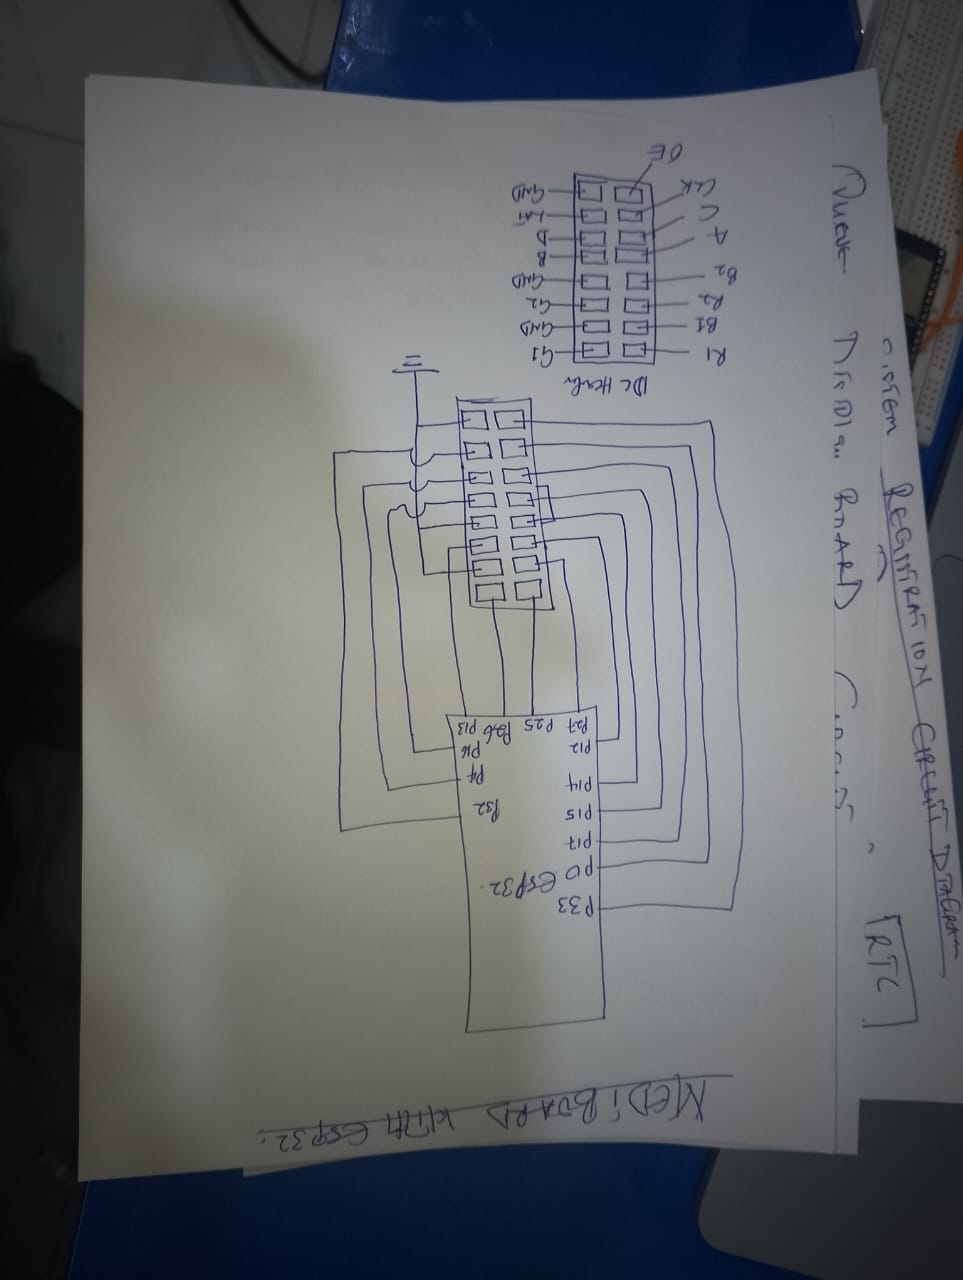 MEDiBOARD WITH ESP32.
P33
P0
ESP32.
P17
P15
P14
P12
P27
P25
P26
P13
P16
P4
P32
IDC Header
R1
G1
B1
GND
R2
G2
B2
GND
A
B
C
D
CLK
LAT
OE
GND
QUEUE
BOARD
SYSTEM REGISTRATION CIRCUIT DIAGRAM
RTC